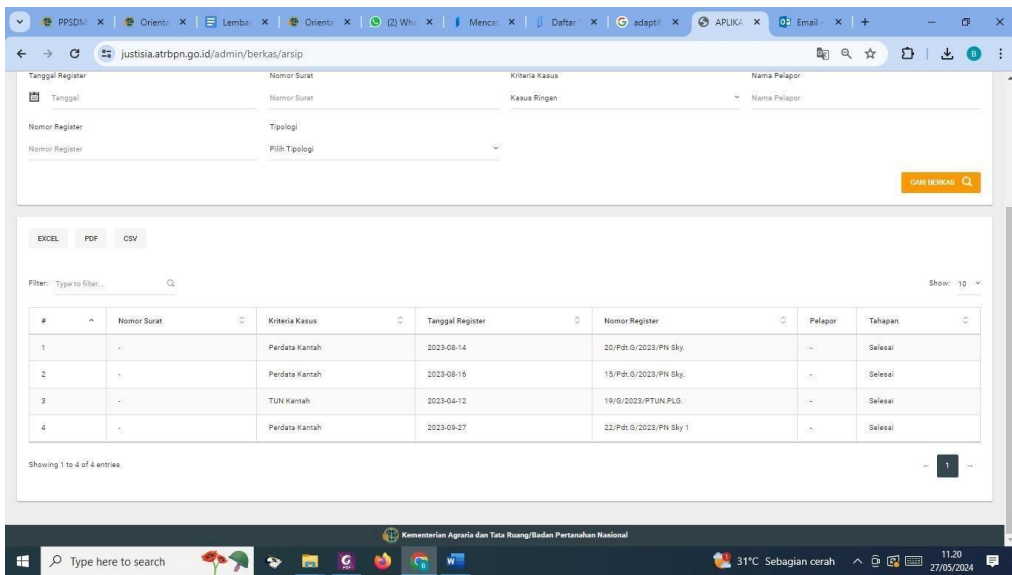 PPSDM
Orienta
Lembar
Orienta
(2) Wha
Mencat
Daftar
adaptif
APLIKA
Email -
justisia.atrbpn.go.id/admin/berkas/arsip
B
Tanggal Register Nomor Surat Kriteria Kasus Nama Pelapor
Tanggal Nomor Surat Kasus Ringan Nama Pelapor
Nomor Register Tipologi
Nomor Register Pilih Tipologi
CARI BERKAS
EXCEL PDF CSV
Filter: Type to filter... Show: 10
# Nomor Surat Kriteria Kasus Tanggal Register Nomor Register Pelapor Tahapan
1 - Perdata Kantah 2023-08-14 20/Pdt.G/2023/PN Sky. - Selesai
2 - Perdata Kantah 2023-08-16 15/Pdt.G/2023/PN Sky. - Selesai
3 - TUN Kantah 2023-04-12 19/G/2023/PTUN.PLG. - Selesai
4 - Perdata Kantah 2023-09-27 22/Pdt.G/2023/PN Sky 1 - Selesai
Showing 1 to 4 of 4 entries
1
Kementerian Agraria dan Tata Ruang/Badan Pertanahan Nasional
Type here to search 31°C Sebagian cerah 11.20
27/05/2024